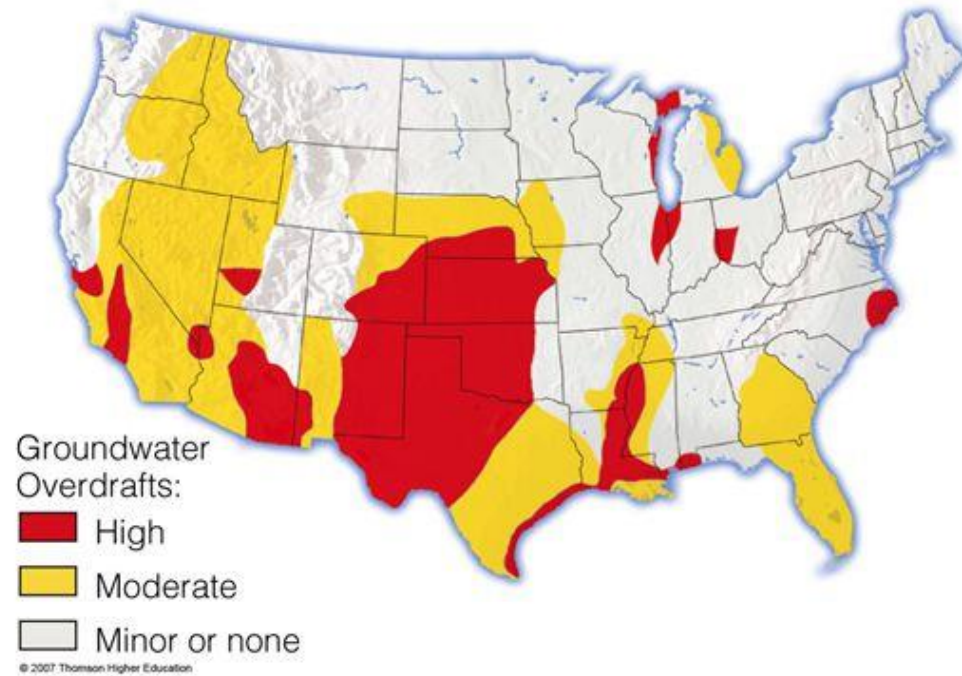 Groundwater
Overdrafts:
High
Moderate
Minor or none
© 2007 Thomson Higher Education